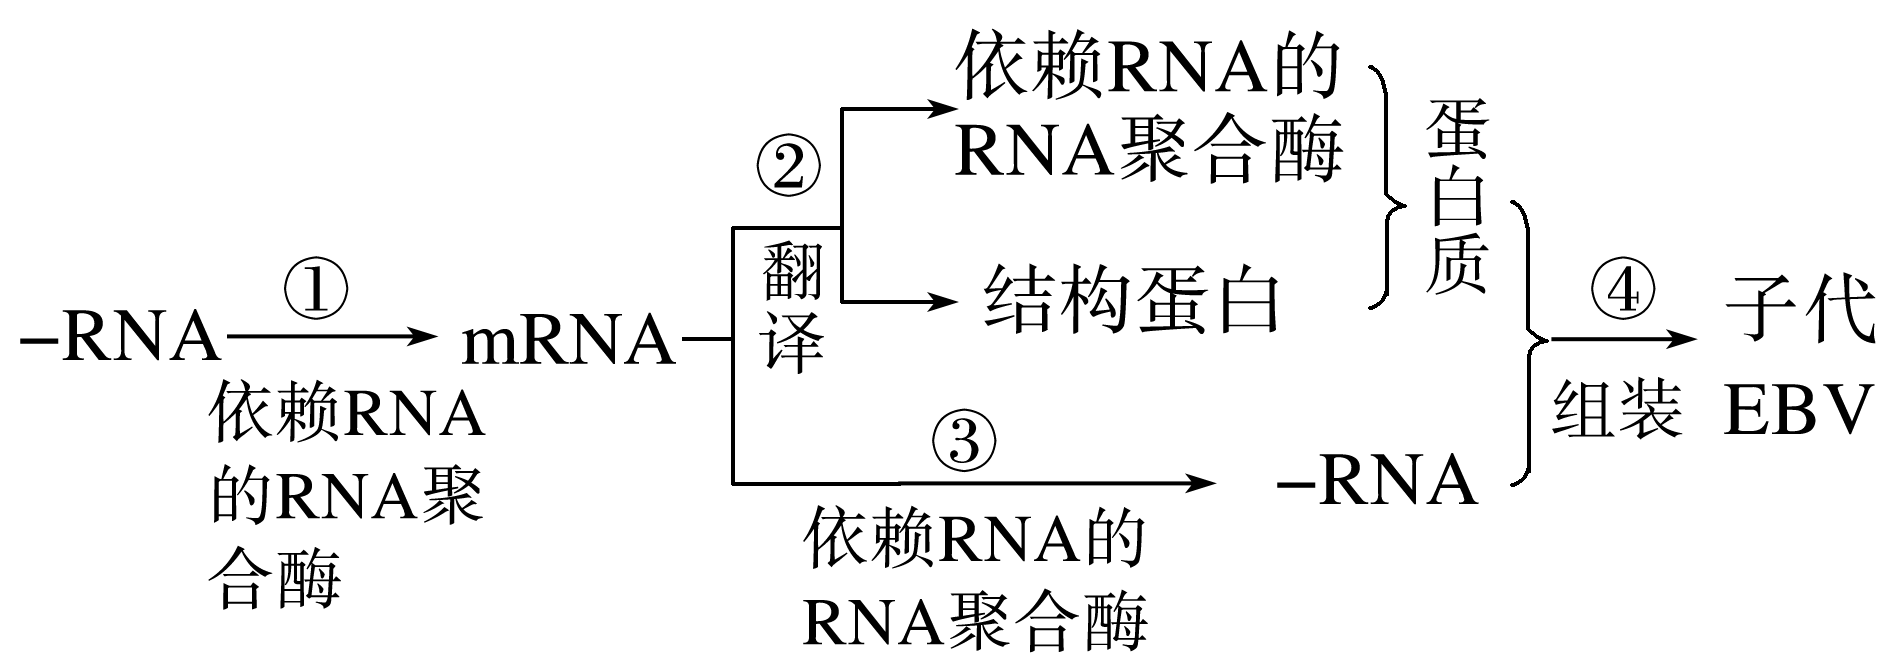 –RNA
①
依赖RNA
的RNA聚
合酶
mRNA
②
翻
译
依赖RNA的
RNA聚合酶
结构蛋白
蛋
白
质
③
依赖RNA的
RNA聚合酶
–RNA
④
组装
子代
EBV